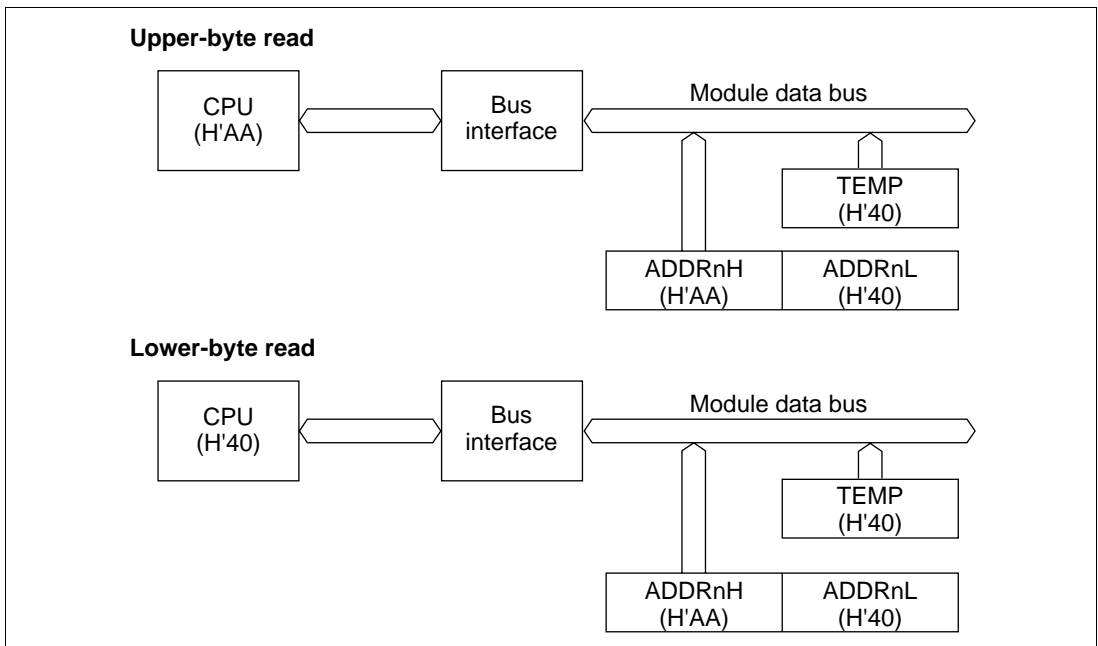 Upper-byte read
CPU
(H'AA)
Bus
interface
Module data bus
TEMP
(H'40)
ADDRnH
(H'AA)
ADDRnL
(H'40)
Lower-byte read
CPU
(H'40)
Bus
interface
Module data bus
TEMP
(H'40)
ADDRnH
(H'AA)
ADDRnL
(H'40)